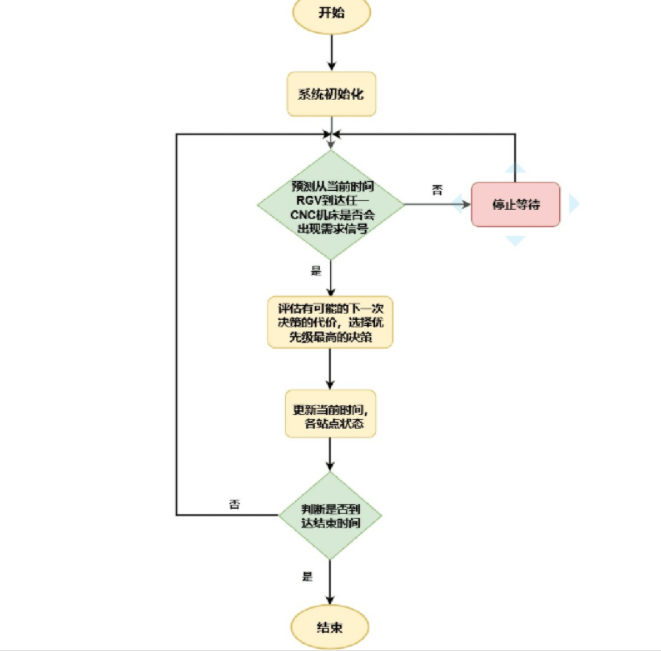 开始
系统初始化
预测从当前时间
RGV到达任一
CNC机床是否会
出现需求信号
否
停止等待
是
评估有可能的下一次
决策的代价，选择优
先级最高的决策
更新当前时间，
各站点状态
判断是否到
达结束时间
否
是
结束